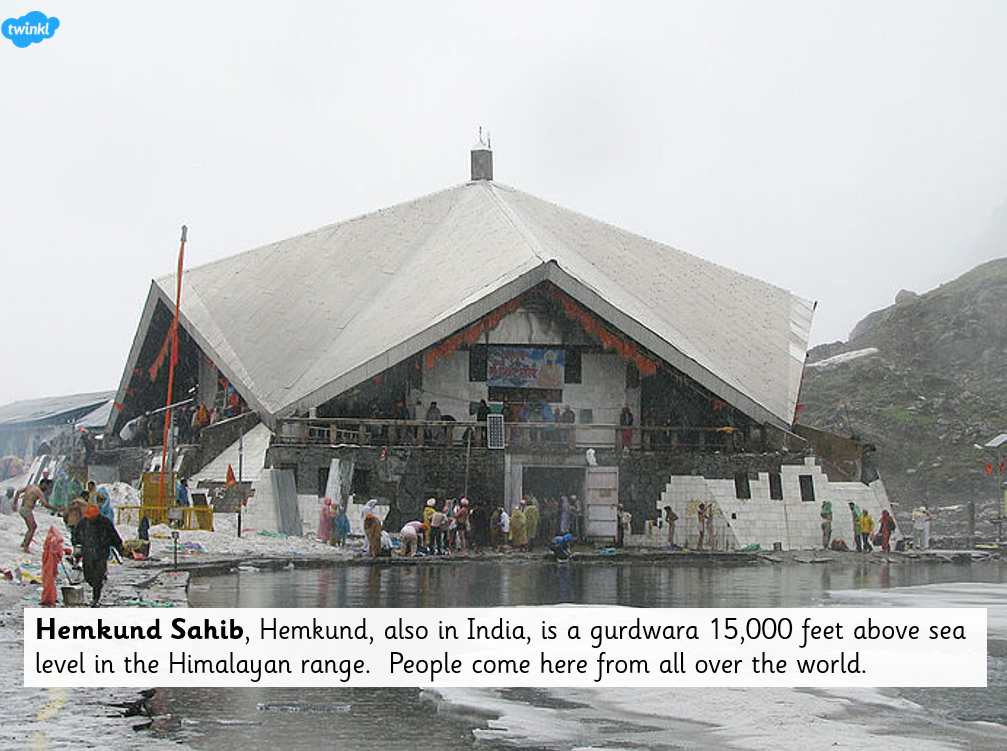 twinkl
Hemkund Sahib, Hemkund, also in India, is a gurdwara 15,000 feet above sea
level in the Himalayan range. People come here from all over the world.